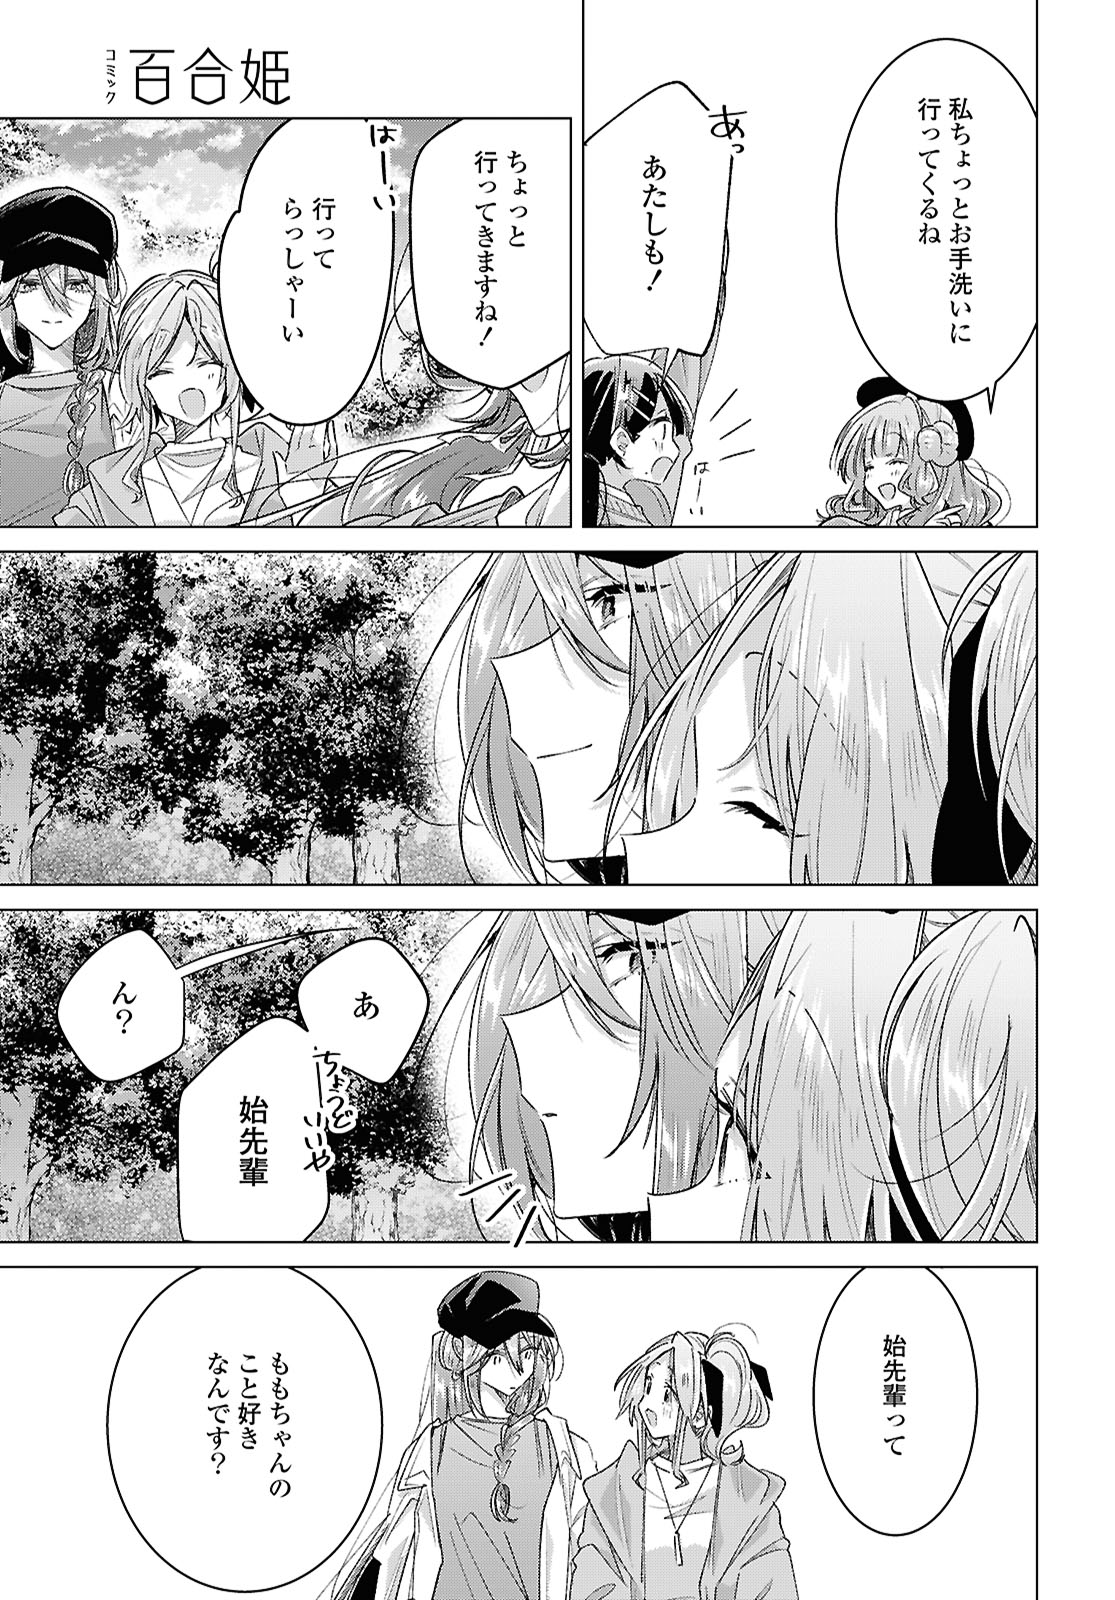 コミック百合姫
私ちょっとお手洗いに
行ってくるね
あっ
あたしも！
はい
ちょっと
行ってきますね！
はーい
行って
らっしゃーい
あ
ちょうど
いいや
始先輩
ん？
始先輩って
ももちゃんの
こと好き
なんです？